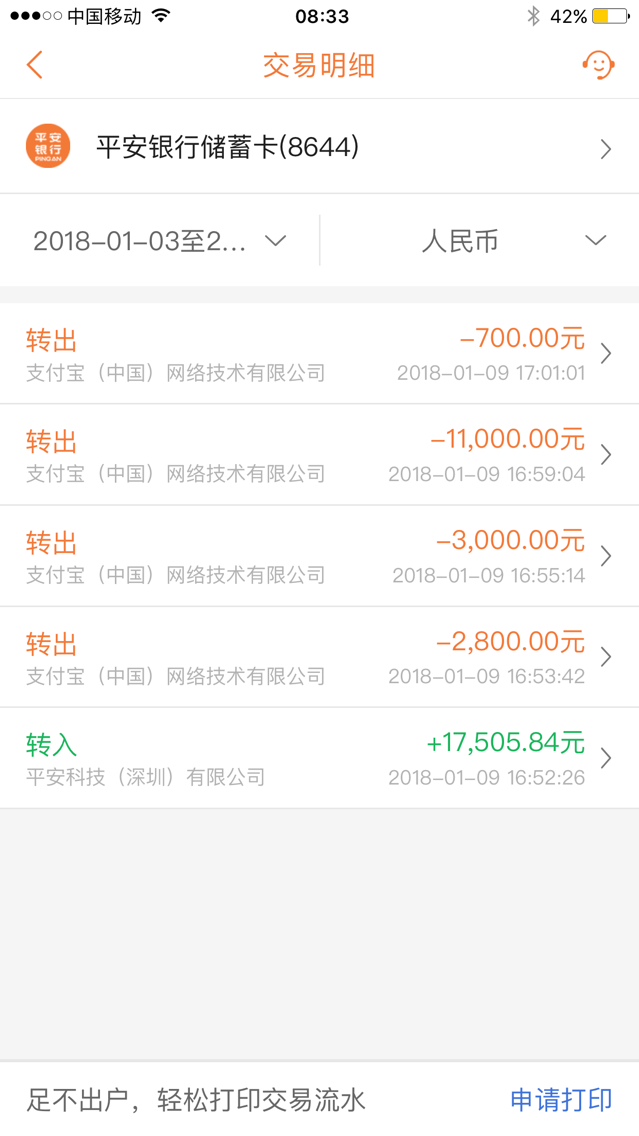 中国移动 08:33 42%
交易明细
平安
银行
PINGAN
平安银行储蓄卡(8644)
2018-01-03至2... 人民币
转出 -700.00元
支付宝（中国）网络技术有限公司 2018-01-09 17:01:01
转出 -11,000.00元
支付宝（中国）网络技术有限公司 2018-01-09 16:59:04
转出 -3,000.00元
支付宝（中国）网络技术有限公司 2018-01-09 16:55:14
转出 -2,800.00元
支付宝（中国）网络技术有限公司 2018-01-09 16:53:42
转入 +17,505.84元
平安科技（深圳）有限公司 2018-01-09 16:52:26
足不出户，轻松打印交易流水 申请打印